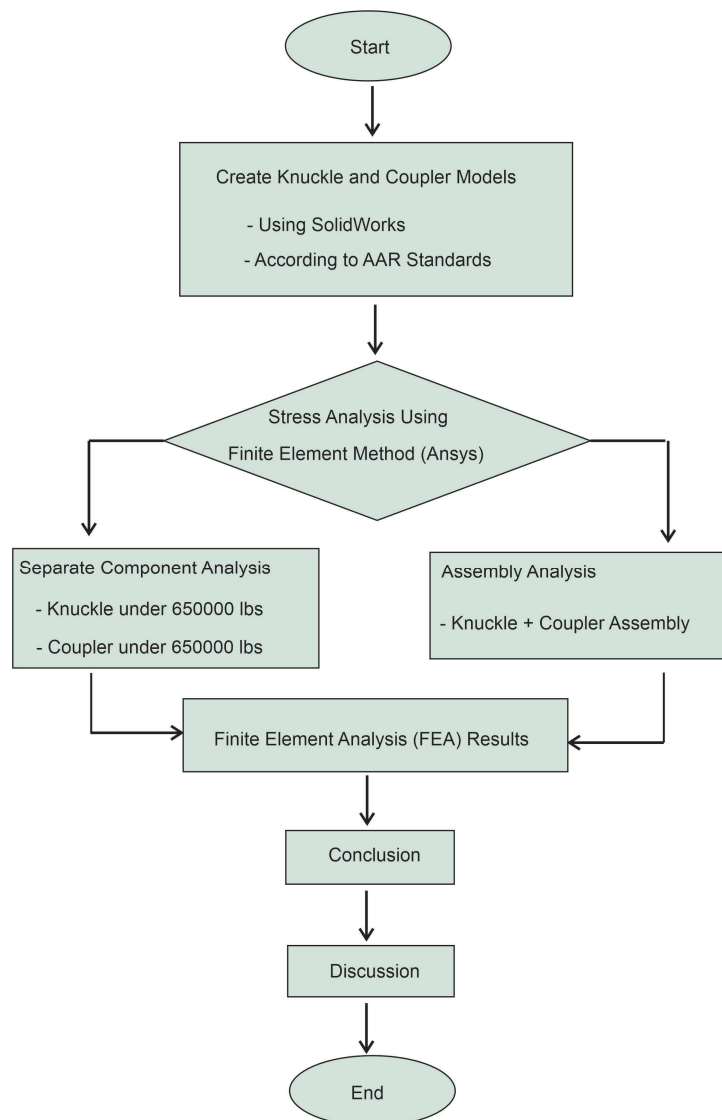 Start
Create Knuckle and Coupler Models
- Using SolidWorks
- According to AAR Standards
Stress Analysis Using
Finite Element Method (Ansys)
Separate Component Analysis
- Knuckle under 650000 lbs
- Coupler under 650000 lbs
Assembly Analysis
- Knuckle + Coupler Assembly
Finite Element Analysis (FEA) Results
Conclusion
Discussion
End